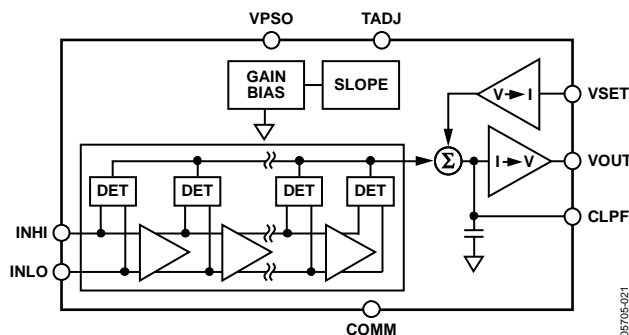 VPSO TADJ
GAIN
BIAS
SLOPE
V I
VSET
Σ
I V
VOUT
DET DET DET DET
CLPF
INHI
INLO
COMM
05705-021